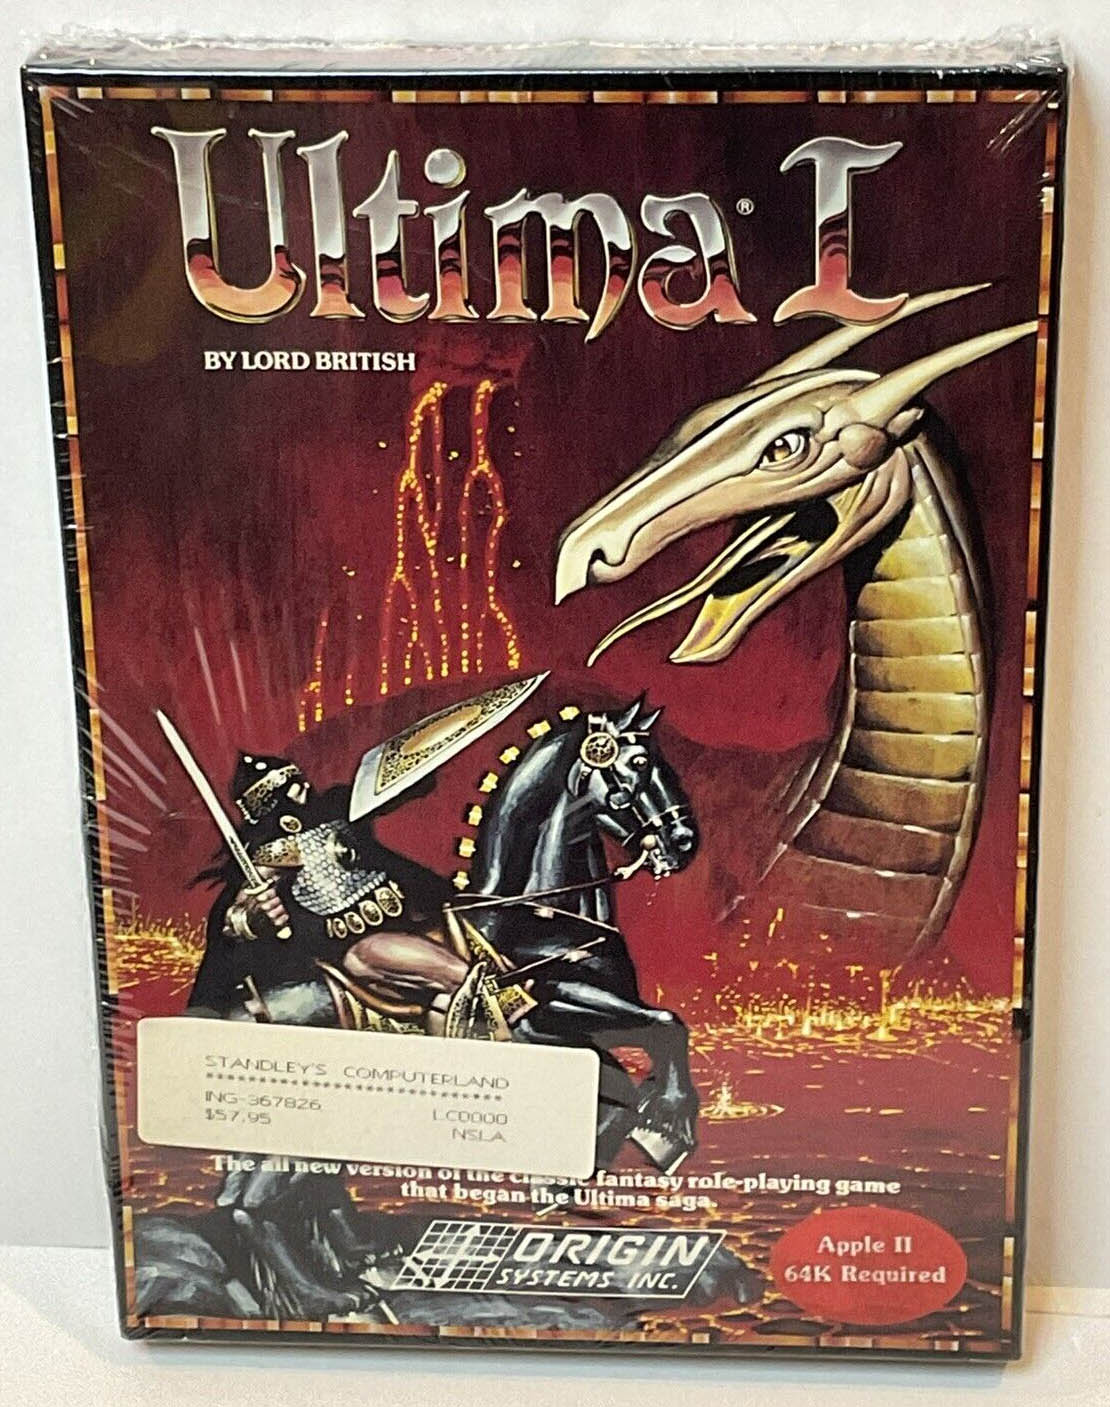 Ultima® I
BY LORD BRITISH
STANDLEY'S COMPUTERLAND
****************************
ING-367826 LCD000
$57.95 NSLA
The all new version of the classic fantasy role-playing game
that began the Ultima saga.
ORIGIN
SYSTEMS INC.
Apple II
64K Required